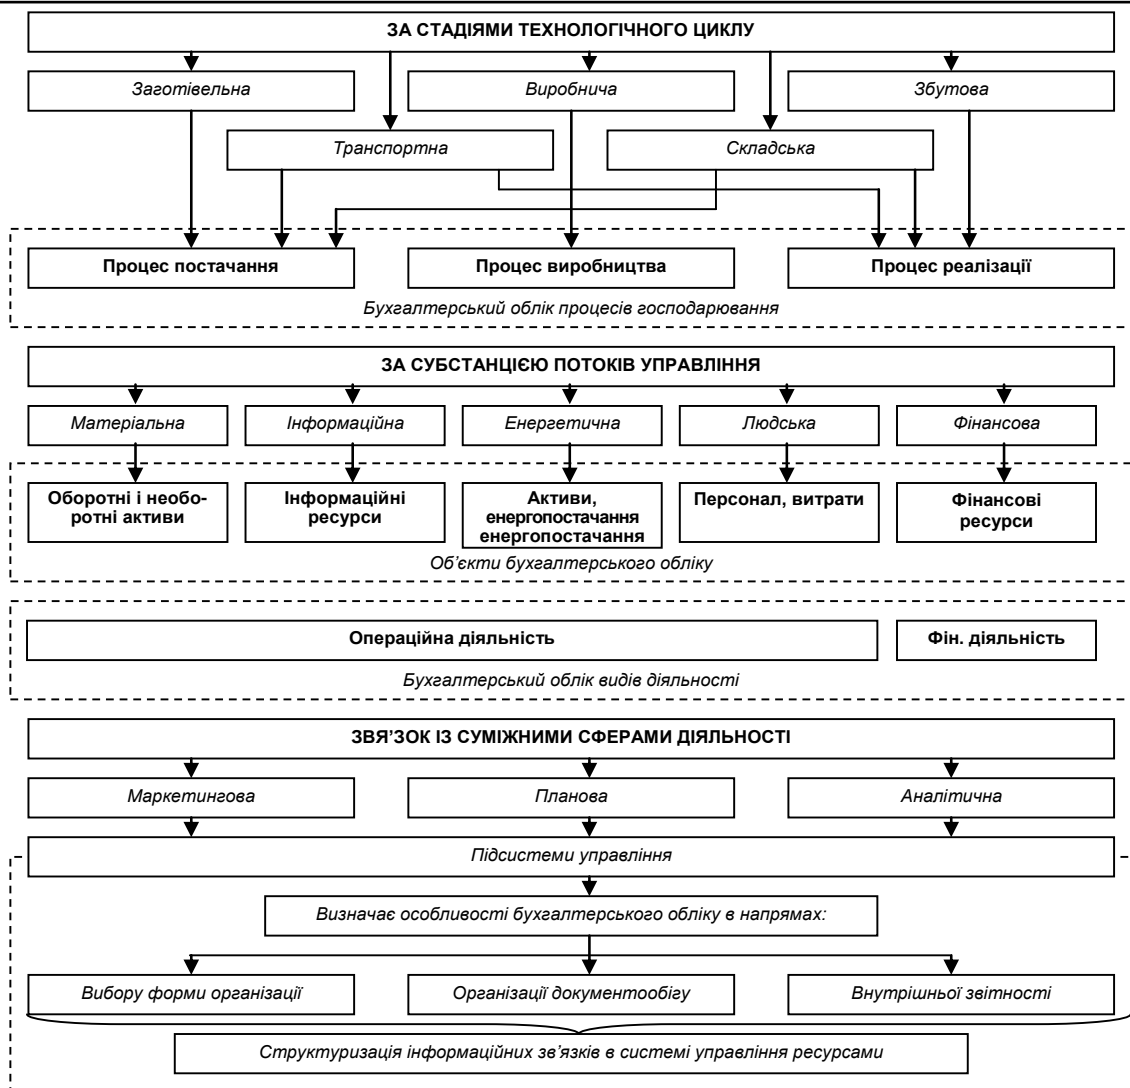 ЗА СТАДІЯМИ ТЕХНОЛОГІЧНОГО ЦИКЛУ
Заготівельна
Виробнича
Збутова
Транспортна
Складська
Процес постачання
Процес виробництва
Процес реалізації
Бухгалтерський облік процесів господарювання
ЗА СУБСТАНЦІЄЮ ПОТОКІВ УПРАВЛІННЯ
Матеріальна
Інформаційна
Енергетична
Людська
Фінансова
Оборотні і необо-
ротні активи
Інформаційні
ресурси
Активи,
енергопостачання
енергопостачання
Персонал, витрати
Фінансові
ресурси
Об’єкти бухгалтерського обліку
Операційна діяльність
Фін. діяльність
Бухгалтерський облік видів діяльності
ЗВЯ’ЗОК ІЗ СУМІЖНИМИ СФЕРАМИ ДІЯЛЬНОСТІ
Маркетингова
Планова
Аналітична
Підсистеми управління
Визначає особливості бухгалтерського обліку в напрямах:
Вибору форми організації
Організації документообігу
Внутрішньої звітності
Структуризація інформаційних зв’язків в системі управління ресурсами